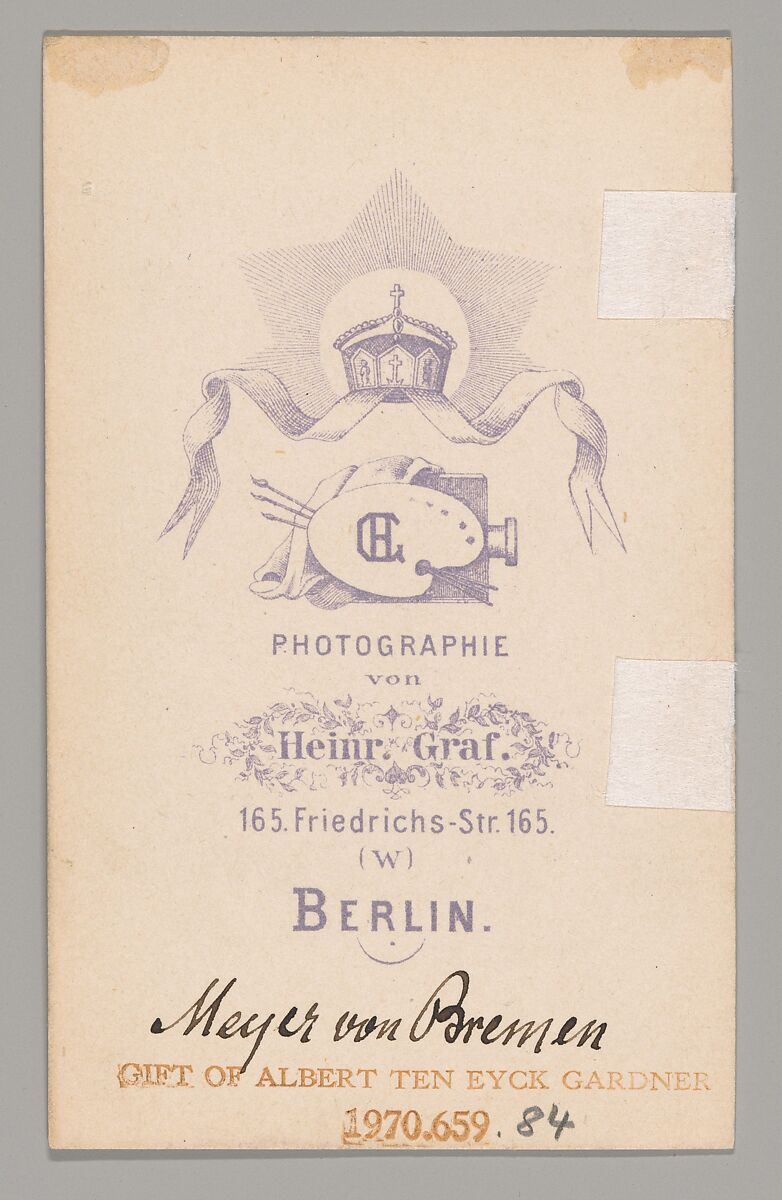 GH
PHOTOGRAPHIE
von
Heinr. Graf.
165. Friedrichs-Str. 165.
(W)
BERLIN.
Meyer von Bremen
GIFT OF ALBERT TEN EYCK GARDNER
1970.659.84